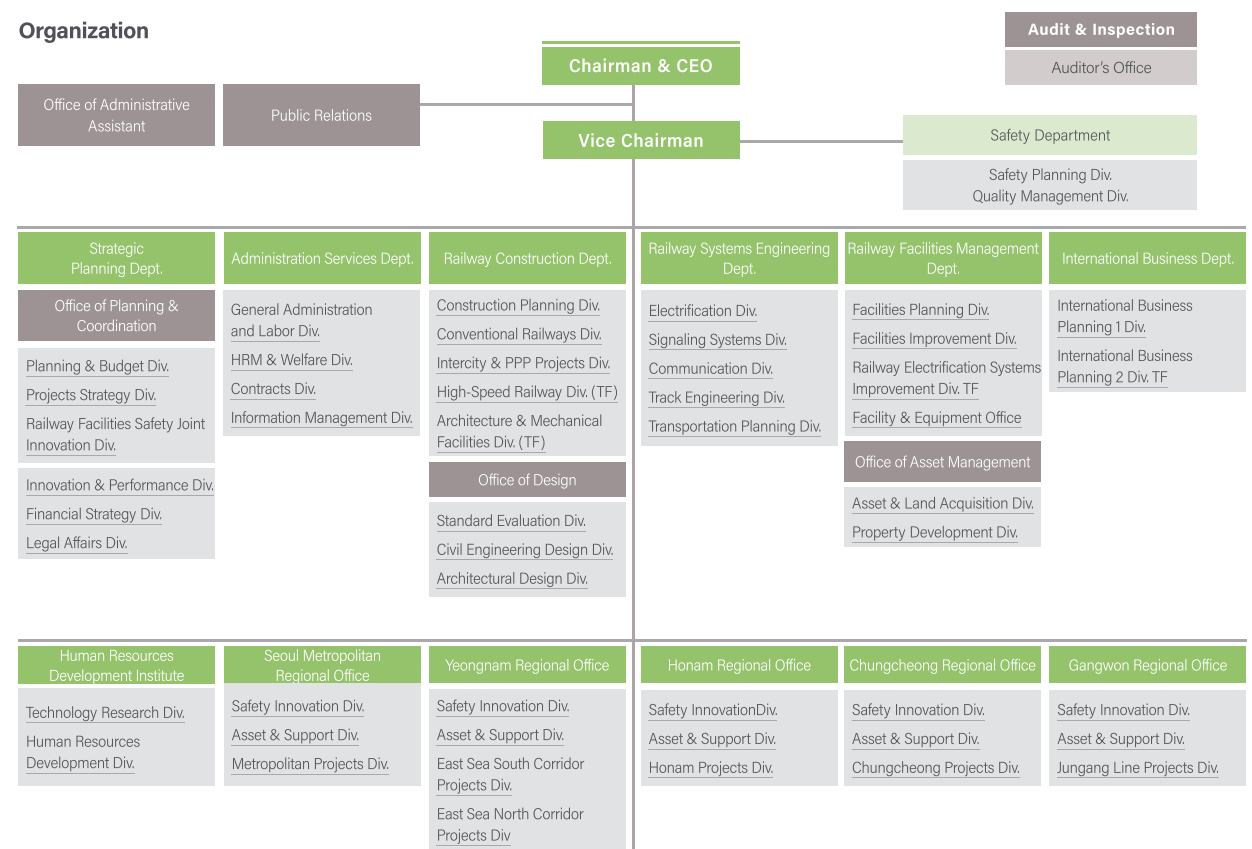 Organization
Audit & Inspection
Auditor's Office
Chairman & CEO
Office of Administrative
Assistant
Public Relations
Vice Chairman
Safety Department
Safety Planning Div.
Quality Management Div.
Strategic
Planning Dept.
Office of Planning &
Coordination
Planning & Budget Div.
Projects Strategy Div.
Railway Facilities Safety Joint
Innovation Div.
Innovation & Performance Div.
Financial Strategy Div.
Legal Affairs Div.
Administration Services Dept.
General Administration
and Labor Div.
HRM & Welfare Div.
Contracts Div.
Information Management Div.
Railway Construction Dept.
Construction Planning Div.
Conventional Railways Div.
Intercity & PPP Projects Div.
High-Speed Railway Div. (TF)
Architecture & Mechanical
Facilities Div. (TF)
Office of Design
Standard Evaluation Div.
Civil Engineering Design Div.
Architectural Design Div.
Railway Systems Engineering
Dept.
Electrification Div.
Signaling Systems Div.
Communication Div.
Track Engineering Div.
Transportation Planning Div.
Railway Facilities Management
Dept.
Facilities Planning Div.
Facilities Improvement Div.
Railway Electrification Systems
Improvement Div. TF
Facility & Equipment Office
Office of Asset Management
Asset & Land Acquisition Div.
Property Development Div.
International Business Dept.
International Business
Planning 1 Div.
International Business
Planning 2 Div. TF
Human Resources
Development Institute
Technology Research Div.
Human Resources
Development Div.
Seoul Metropolitan
Regional Office
Safety Innovation Div.
Asset & Support Div.
Metropolitan Projects Div.
Yeongnam Regional Office
Safety Innovation Div.
Asset & Support Div.
East Sea South Corridor
Projects Div.
East Sea North Corridor
Projects Div
Honam Regional Office
Safety InnovationDiv.
Asset & Support Div.
Honam Projects Div.
Chungcheong Regional Office
Safety Innovation Div.
Asset & Support Div.
Chungcheong Projects Div.
Gangwon Regional Office
Safety Innovation Div.
Asset & Support Div.
Jungang Line Projects Div.